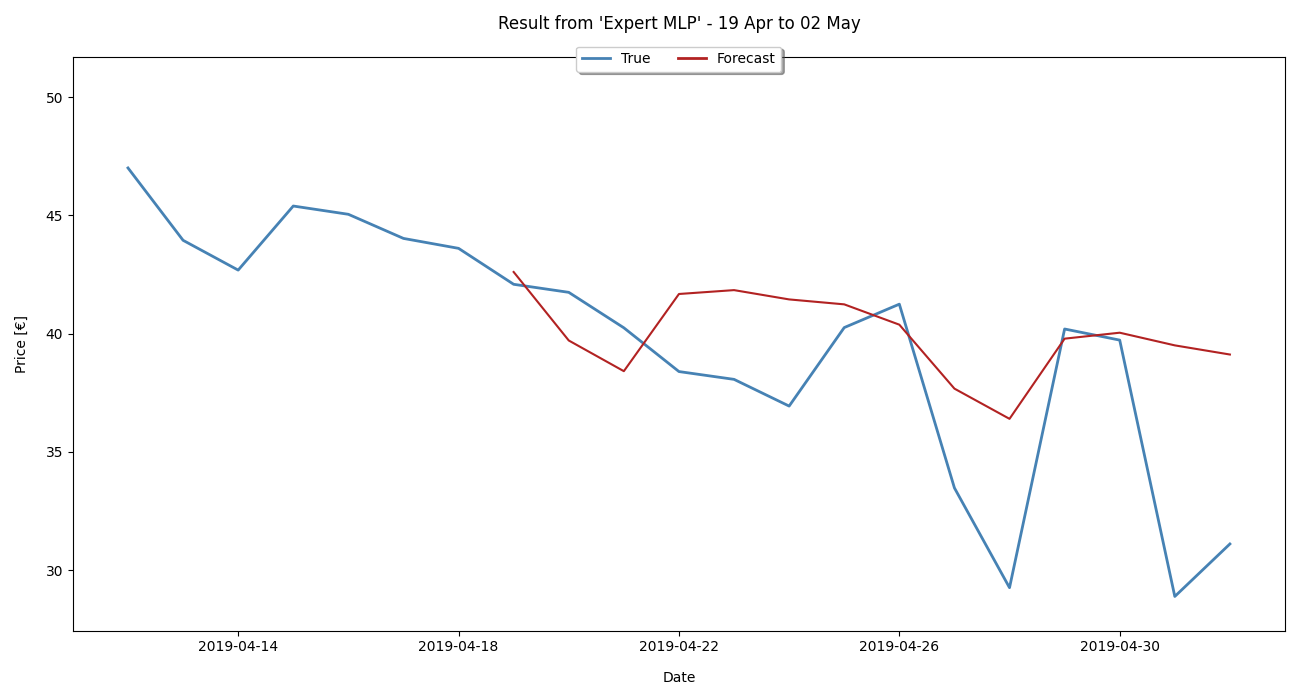 Result from 'Expert MLP' - 19 Apr to 02 May
True Forecast
50
45
40
35
30
Price [€]
2019-04-14 2019-04-18 2019-04-22 2019-04-26 2019-04-30
Date